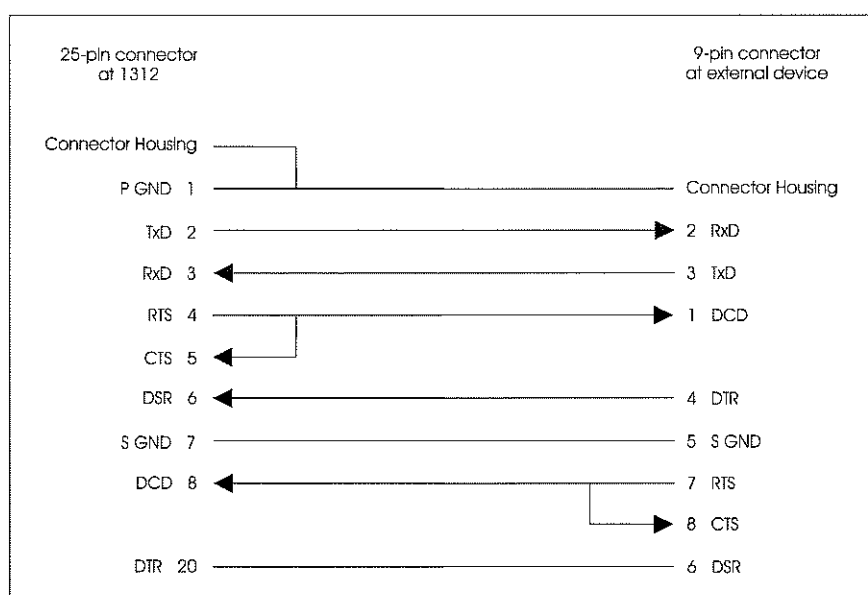 25-pin connector
at 1312
9-pin connector
at external device
Connector Housing
P GND 1
Connector Housing
TxD 2
2 RxD
RxD 3
3 TxD
RTS 4
1 DCD
CTS 5
DSR 6
4 DTR
S GND 7
5 S GND
DCD 8
7 RTS
8 CTS
DTR 20
6 DSR